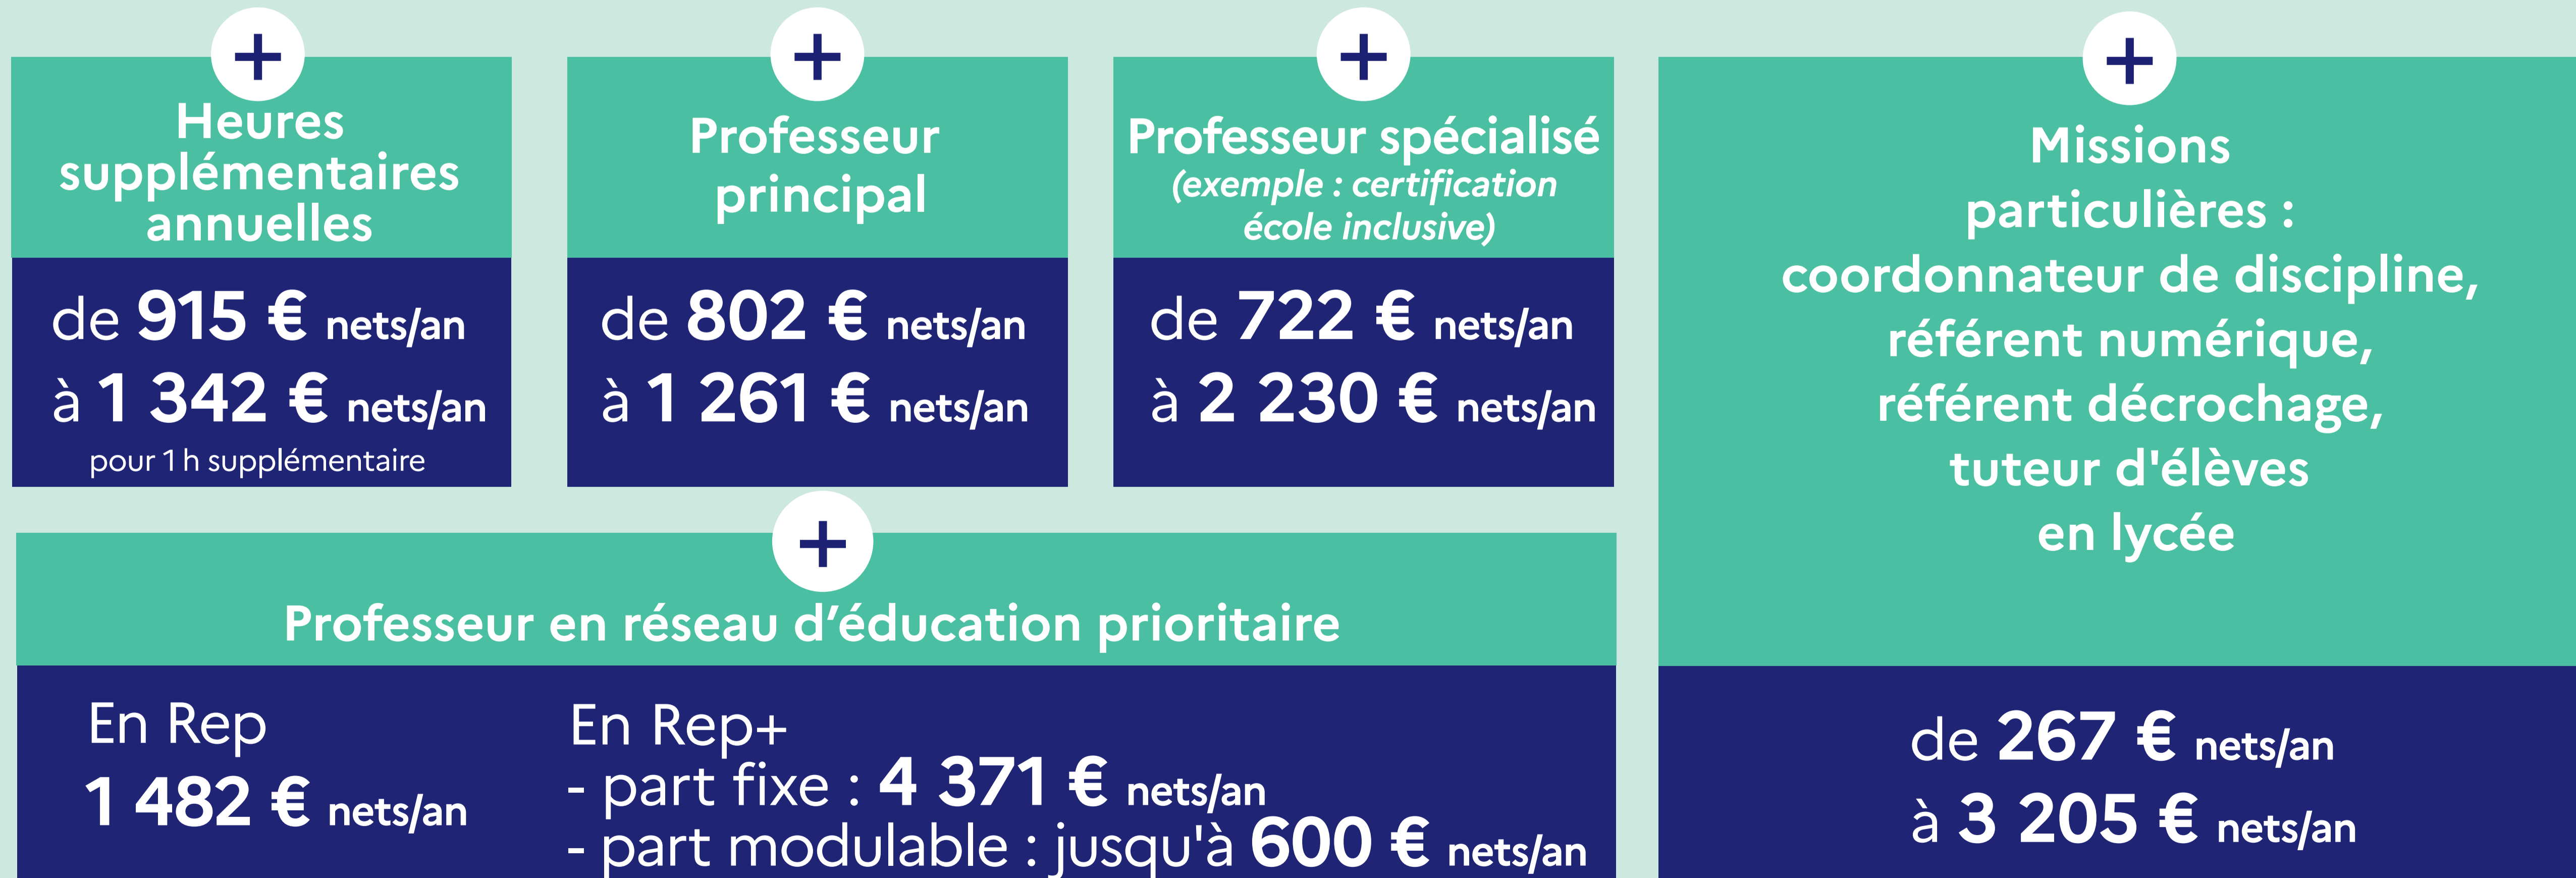 +
Heures
supplémentaires
annuelles
de 915 € nets/an
à 1 342 € nets/an
pour 1 h supplémentaire
+
Professeur
principal
de 802 € nets/an
à 1 261 € nets/an
+
Professeur spécialisé
(exemple : certification
école inclusive)
de 722 € nets/an
à 2 230 € nets/an
+
Missions
particulières :
coordonnateur de discipline,
référent numérique,
référent décrochage,
tuteur d'élèves
en lycée
de 267 € nets/an
à 3 205 € nets/an
+
Professeur en réseau d’éducation prioritaire
En Rep
1 482 € nets/an
En Rep+
- part fixe : 4 371 € nets/an
- part modulable : jusqu'à 600 € nets/an